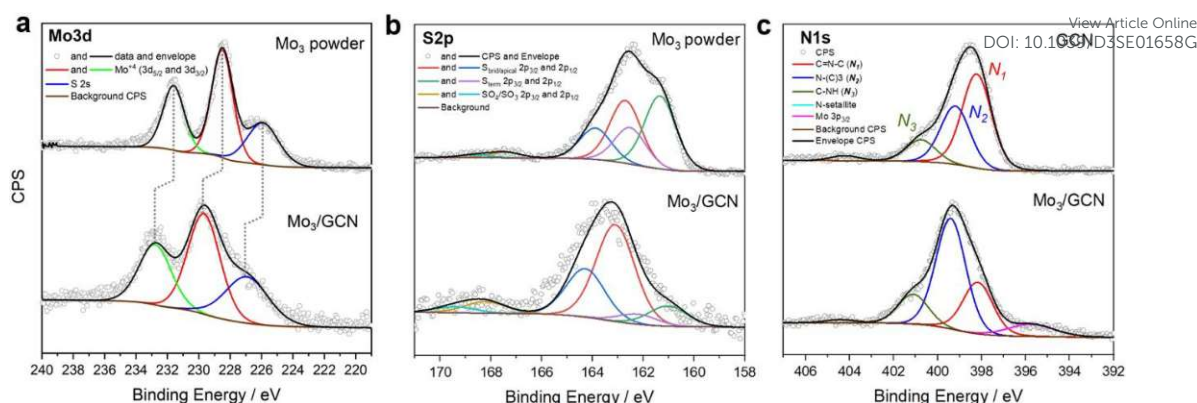 View Article Online
DOI: 10.1039/D3SE01658G
a
Mo3d
Mo₃ powder
and data and envelope
and Mo⁺⁴ (3d₅/₂ and 3d₃/₂)
S 2s
Background CPS
Mo₃/GCN
CPS
240 238 236 234 232 230 228 226 224 222 220
Binding Energy / eV
b
S2p
Mo₃ powder
and CPS and Envelope
and S brid/apical 2p₃/₂ and 2p₁/₂
and S term 2p₃/₂ and 2p₁/₂
and SO₂/SO₃ 2p₃/₂ and 2p₁/₂
Background
Mo₃/GCN
170 168 166 164 162 160 158
Binding Energy / eV
c
N1s
GCN
CPS
C=N-C (N₁)
N-(C)3 (N₂)
C-NH (N₃)
N-setallite
Mo 3p₃/₂
Background CPS
Envelope CPS
N₁
N₂
N₃
Mo₃/GCN
406 404 402 400 398 396 394 392
Binding Energy / eV